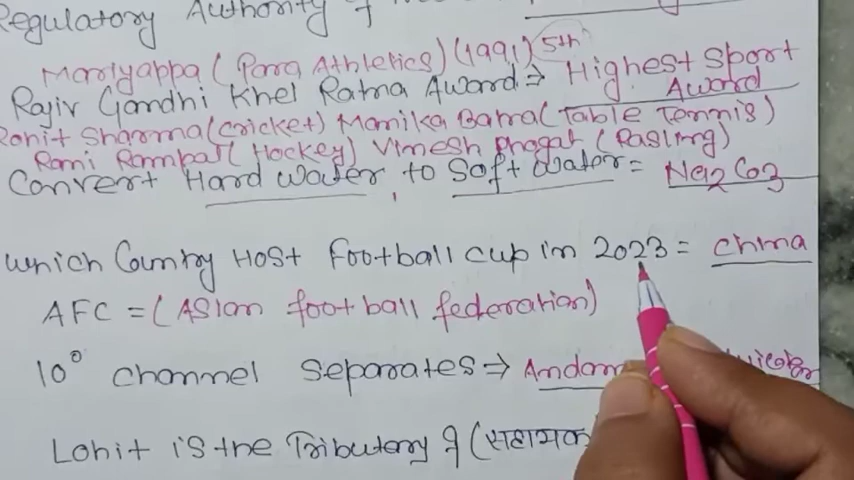 Regulatory Authority of
Mariyappa (Para Athletics) (1991) 5th
Rajiv Gandhi Khel Ratna Award ⇒ Highest Sport Award
Rohit Sharma (Cricket) Manika Batra (Table Tennis)
Rani Rampal (Hockey) Vinesh Phogat (Rasling)
Convert Hard Water to Soft Water = Na2Co3
Which Country Host Football cup in 2023 = China
AFC = (Asian football federation)
10° Channel Separates ⇒ Andam
Lohit is the Tributary of (सहायक